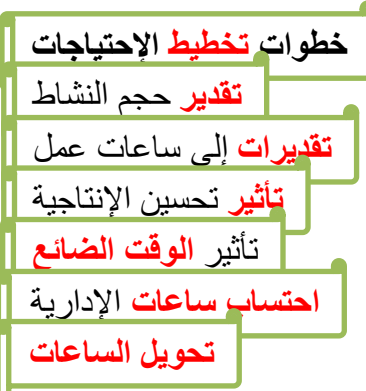 خطوات تخطيط الإحتياجات
تقدير حجم النشاط
تقديرات إلى ساعات عمل
تأثير تحسين الإنتاجية
تأثير الوقت الضائع
احتساب ساعات الإدارية
تحويل الساعات